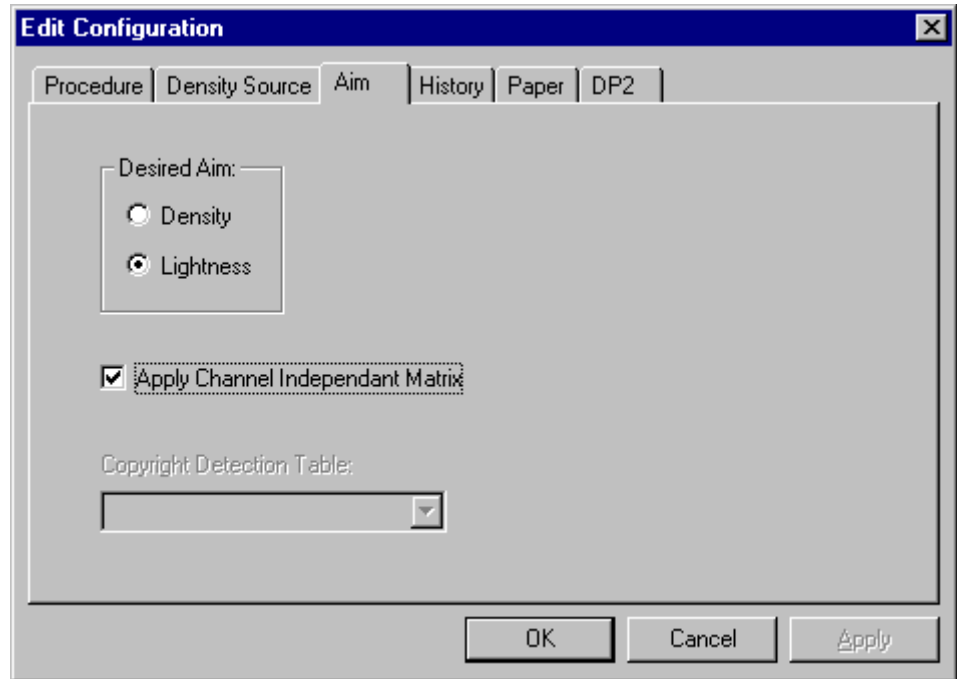 Edit Configuration
Procedure Density Source Aim History Paper DP2
Desired Aim:
Density
Lightness
Apply Channel Independant Matrix
Copyright Detection Table:
OK Cancel Apply